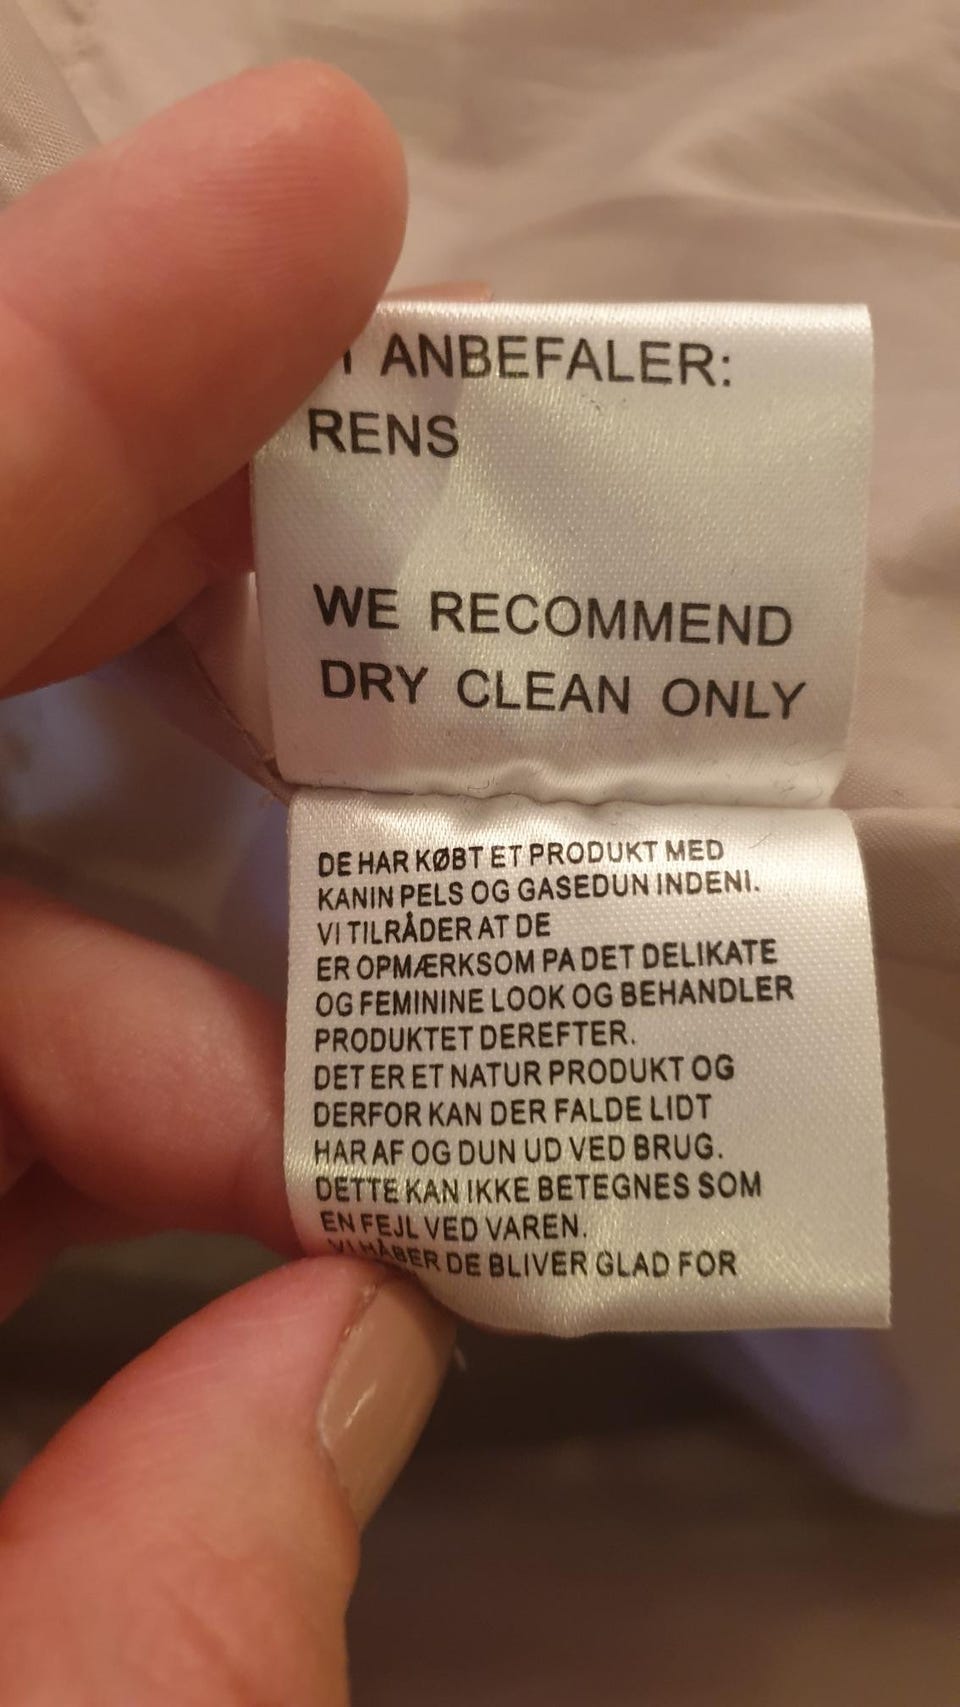 ANBEFALER:
RENS
WE RECOMMEND
DRY CLEAN ONLY
DE HAR KØBT ET PRODUKT MED
KANIN PELS OG GASEDUN INDENI.
VI TILRÅDER AT DE
ER OPMÆRKSOM PA DET DELIKATE
OG FEMININE LOOK OG BEHANDLER
PRODUKTET DEREFTER.
DET ER ET NATUR PRODUKT OG
DERFOR KAN DER FALDE LIDT
HAR AF OG DUN UD VED BRUG.
DETTE KAN IKKE BETEGNES SOM
EN FEJL VED VAREN.
VI HÅBER DE BLIVER GLAD FOR